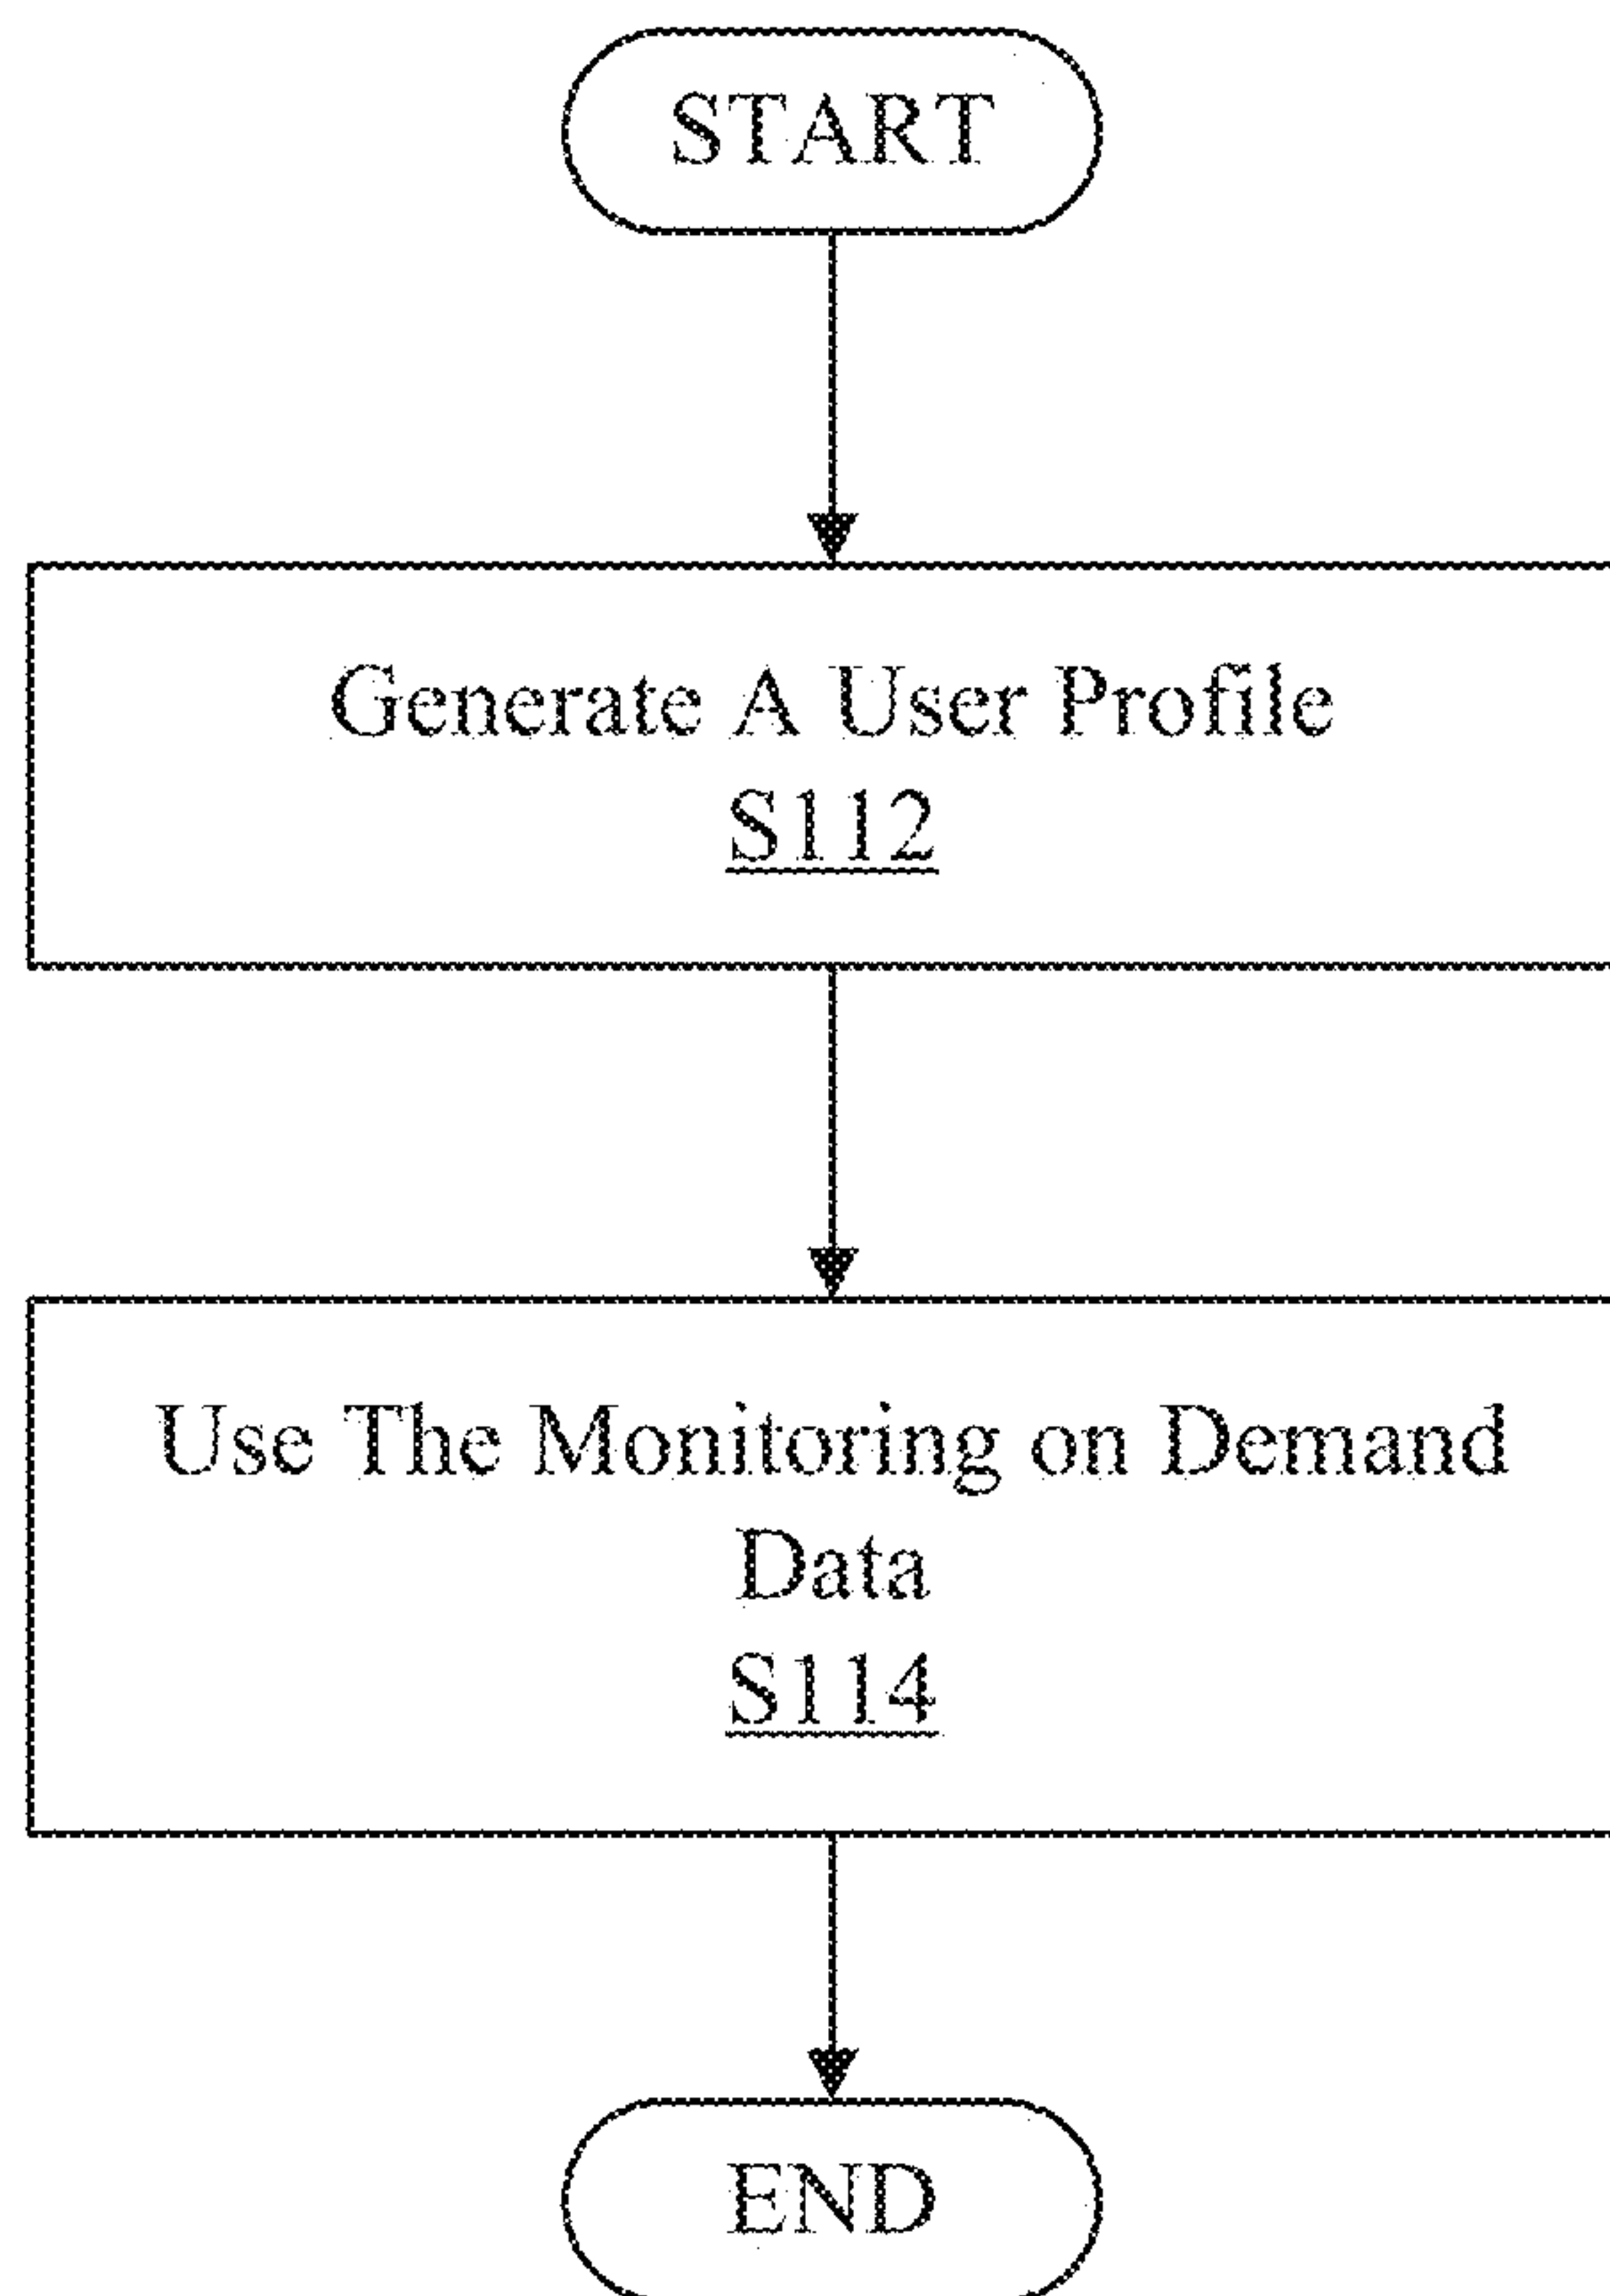 START
Generate A User Profile
S112
Use The Monitoring on Demand
Data
S114
END